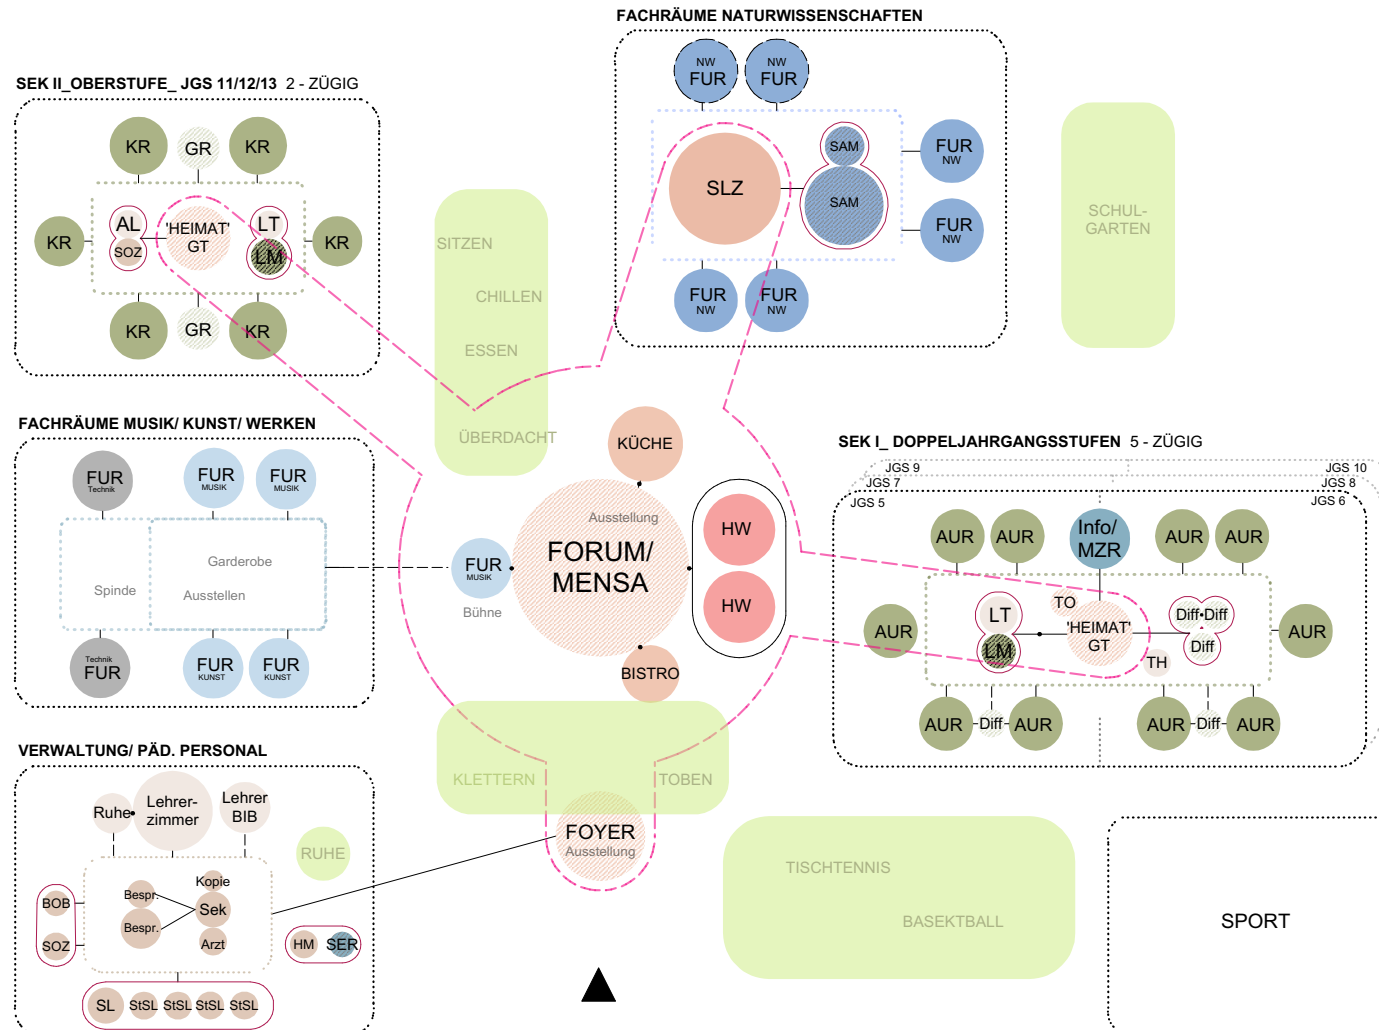 FACHRÄUME NATURWISSENSCHAFTEN
NW
FUR
NW
FUR
SLZ
SAM
SAM
FUR
NW
FUR
NW
FUR
NW
FUR
NW
SEK II_OBERSTUFE_ JGS 11/12/13 2 - ZÜGIG
KR
GR
KR
KR
AL
SOZ
'HEIMAT'
GT
LT
LM
KR
KR
GR
KR
SITZEN
CHILLEN
ESSEN
ÜBERDACHT
SCHUL-
GARTEN
FACHRÄUME MUSIK/ KUNST/ WERKEN
FUR
Technik
FUR
MUSIK
FUR
MUSIK
Garderobe
Spinde
Ausstellen
Technik
FUR
FUR
KUNST
FUR
KUNST
KÜCHE
Ausstellung
FORUM/
MENSA
FUR
MUSIK
Bühne
HW
HW
BISTRO
SEK I_ DOPPELJAHRGANGSSTUFEN 5 - ZÜGIG
JGS 9
JGS 10
JGS 7
JGS 8
JGS 5
JGS 6
AUR
AUR
Info/
MZR
AUR
AUR
AUR
LT
LM
TO
'HEIMAT'
GT
TH
Diff
Diff
Diff
AUR
AUR
Diff
AUR
AUR
Diff
AUR
VERWALTUNG/ PÄD. PERSONAL
Ruhe
Lehrer-
zimmer
Lehrer
BIB
RUHE
BOB
SOZ
Bespr.
Bespr.
Kopie
Sek
Arzt
HM
SER
SL
StSL
StSL
StSL
StSL
KLETTERN
TOBEN
FOYER
Ausstellung
TISCHTENNIS
BASEKTBALL
SPORT